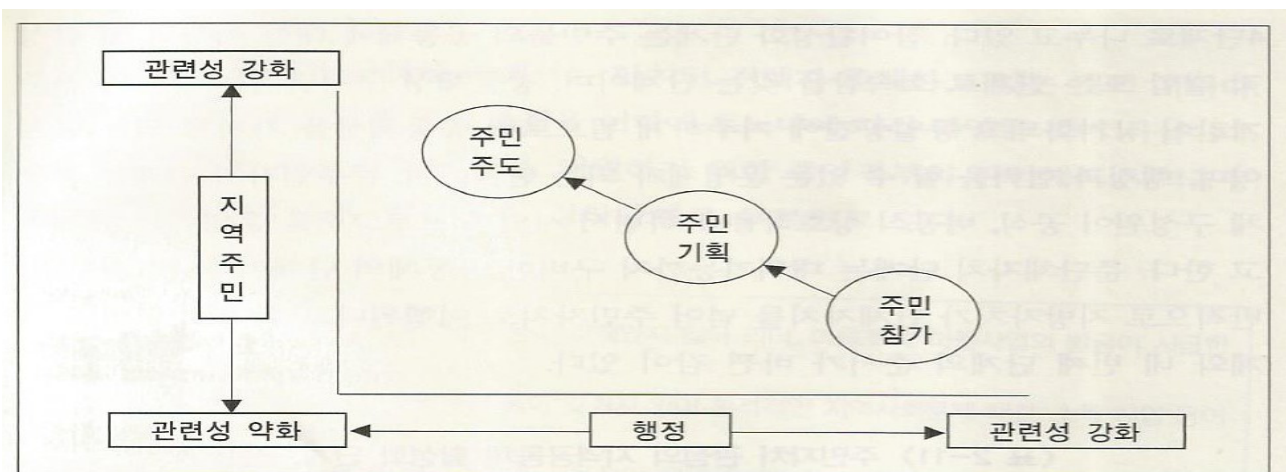 관련성 강화
주민
주도
지
역
주
민
주민
기획
주민
참가
관련성 약화
행정
관련성 강화